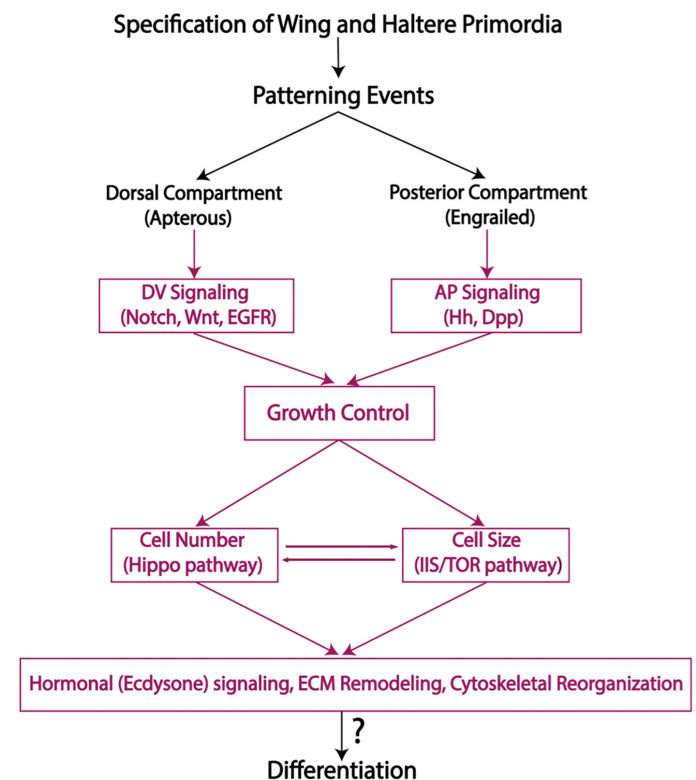 Specification of Wing and Haltere Primordia
Patterning Events
Dorsal Compartment
(Apterous)
Posterior Compartment
(Engrailed)
DV Signaling
(Notch, Wnt, EGFR)
AP Signaling
(Hh, Dpp)
Growth Control
Cell Number
(Hippo pathway)
Cell Size
(IIS/TOR pathway)
Hormonal (Ecdysone) signaling, ECM Remodeling, Cytoskeletal Reorganization
?
Differentiation